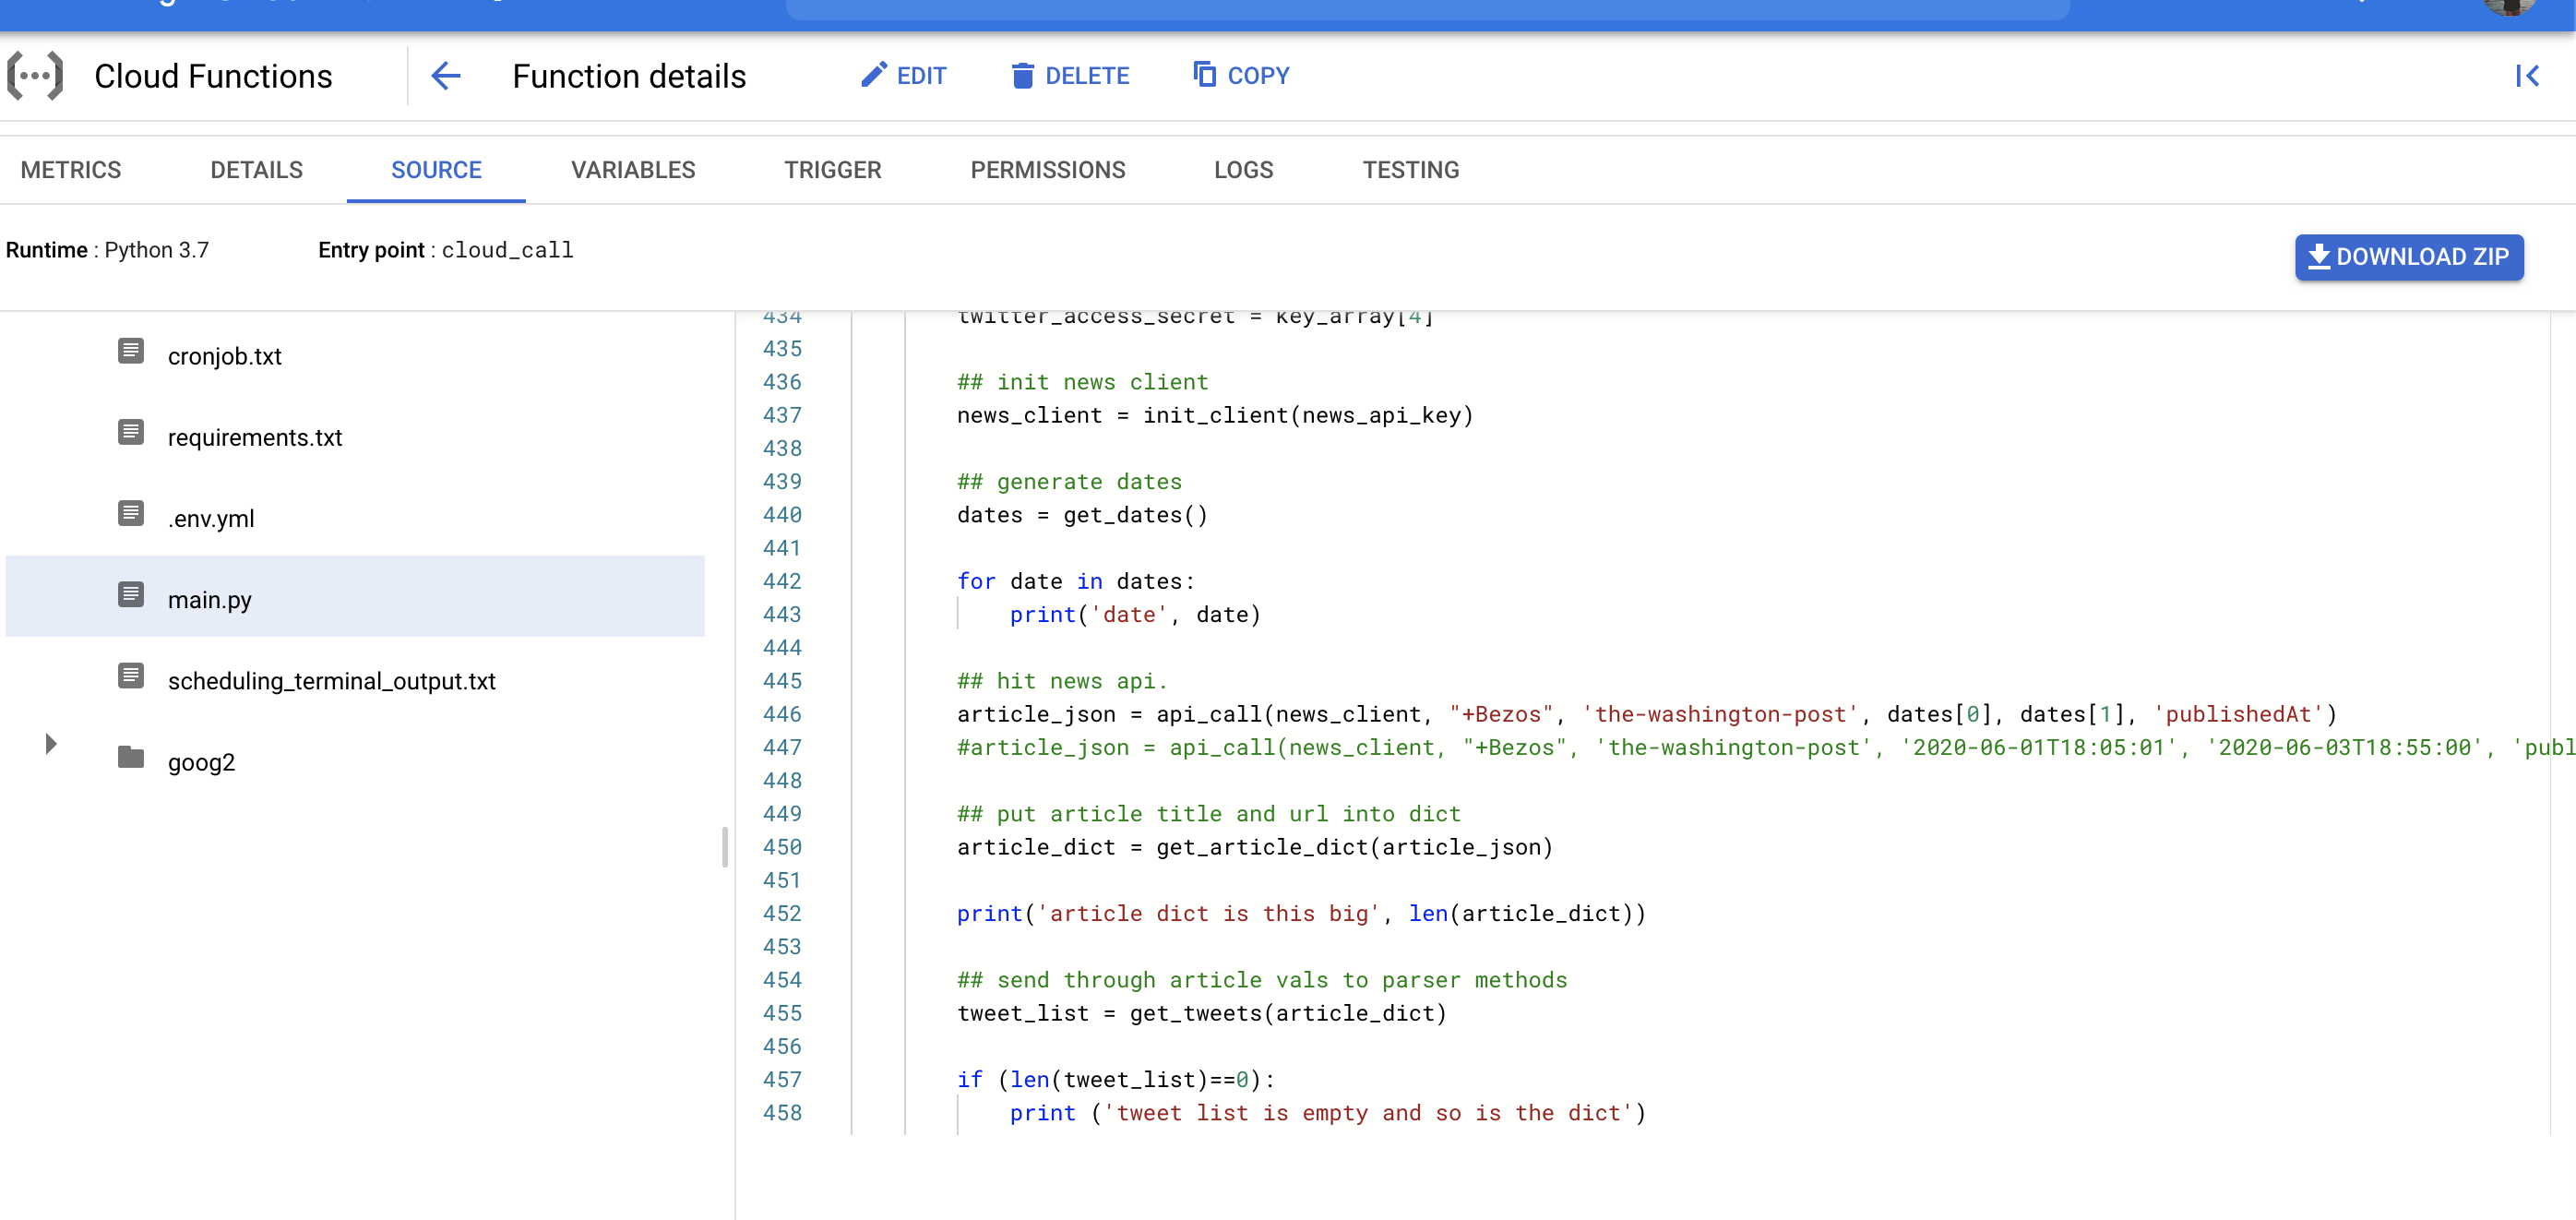 Cloud Functions
Function details
EDIT
DELETE
COPY
METRICS DETAILS SOURCE VARIABLES TRIGGER PERMISSIONS LOGS TESTING
Runtime : Python 3.7
Entry point : cloud_call
DOWNLOAD ZIP
cronjob.txt
requirements.txt
.env.yml
main.py
scheduling_terminal_output.txt
goog2
434 twitter_access_secret = key_array[4]
435
436 ## init news client
437 news_client = init_client(news_api_key)
438
439 ## generate dates
440 dates = get_dates()
441
442 for date in dates:
443 print('date', date)
444
445 ## hit news api.
446 article_json = api_call(news_client, "+Bezos", 'the-washington-post', dates[0], dates[1], 'publishedAt')
447 #article_json = api_call(news_client, "+Bezos", 'the-washington-post', '2020-06-01T18:05:01', '2020-06-03T18:55:00', 'publ
448
449 ## put article title and url into dict
450 article_dict = get_article_dict(article_json)
451
452 print('article dict is this big', len(article_dict))
453
454 ## send through article vals to parser methods
455 tweet_list = get_tweets(article_dict)
456
457 if (len(tweet_list)==0):
458 print ('tweet list is empty and so is the dict')